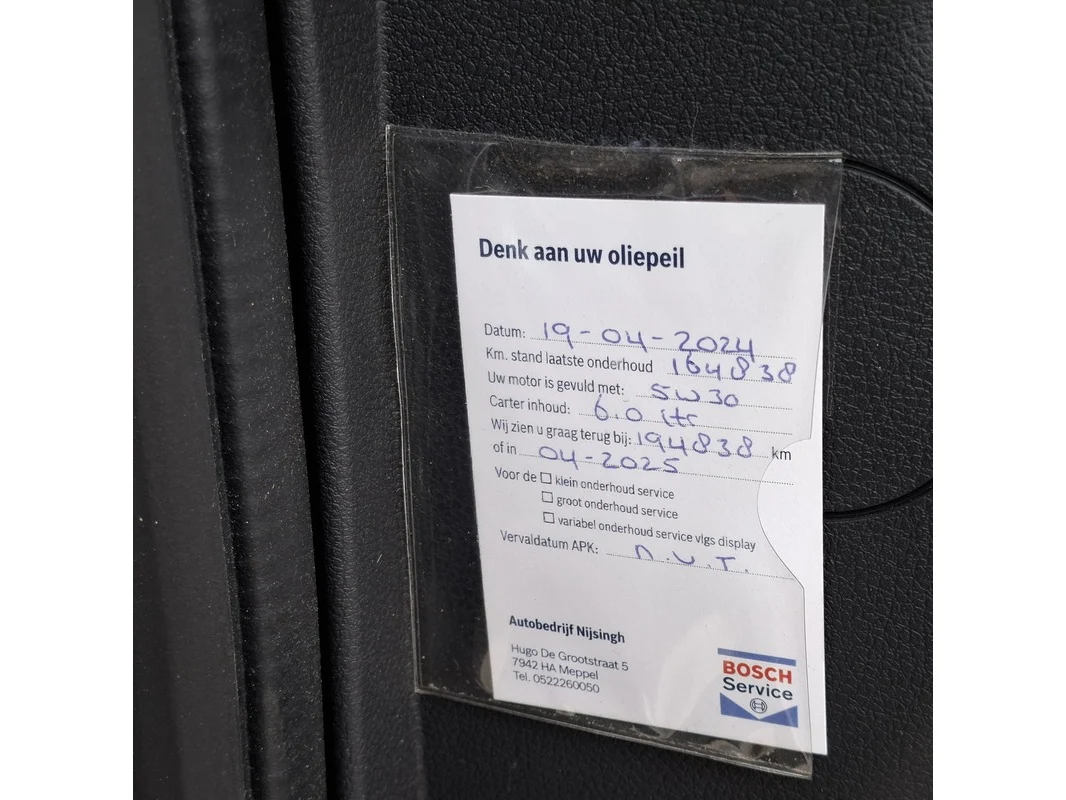 Denk aan uw oliepeil
Datum: 19-04-2024
Km. stand laatste onderhoud 164838
Uw motor is gevuld met: 5W30
Carter inhoud: 6.0 ltr
Wij zien u graag terug bij: 194838 km
of in 04-2025
Voor de ☐ klein onderhoud service
☐ groot onderhoud service
☐ variabel onderhoud service vlgs display
Vervaldatum APK: n.v.T.
Autobedrijf Nijsingh
Hugo De Grootstraat 5
7942 HA Meppel
Tel. 0522260050
BOSCH
Service